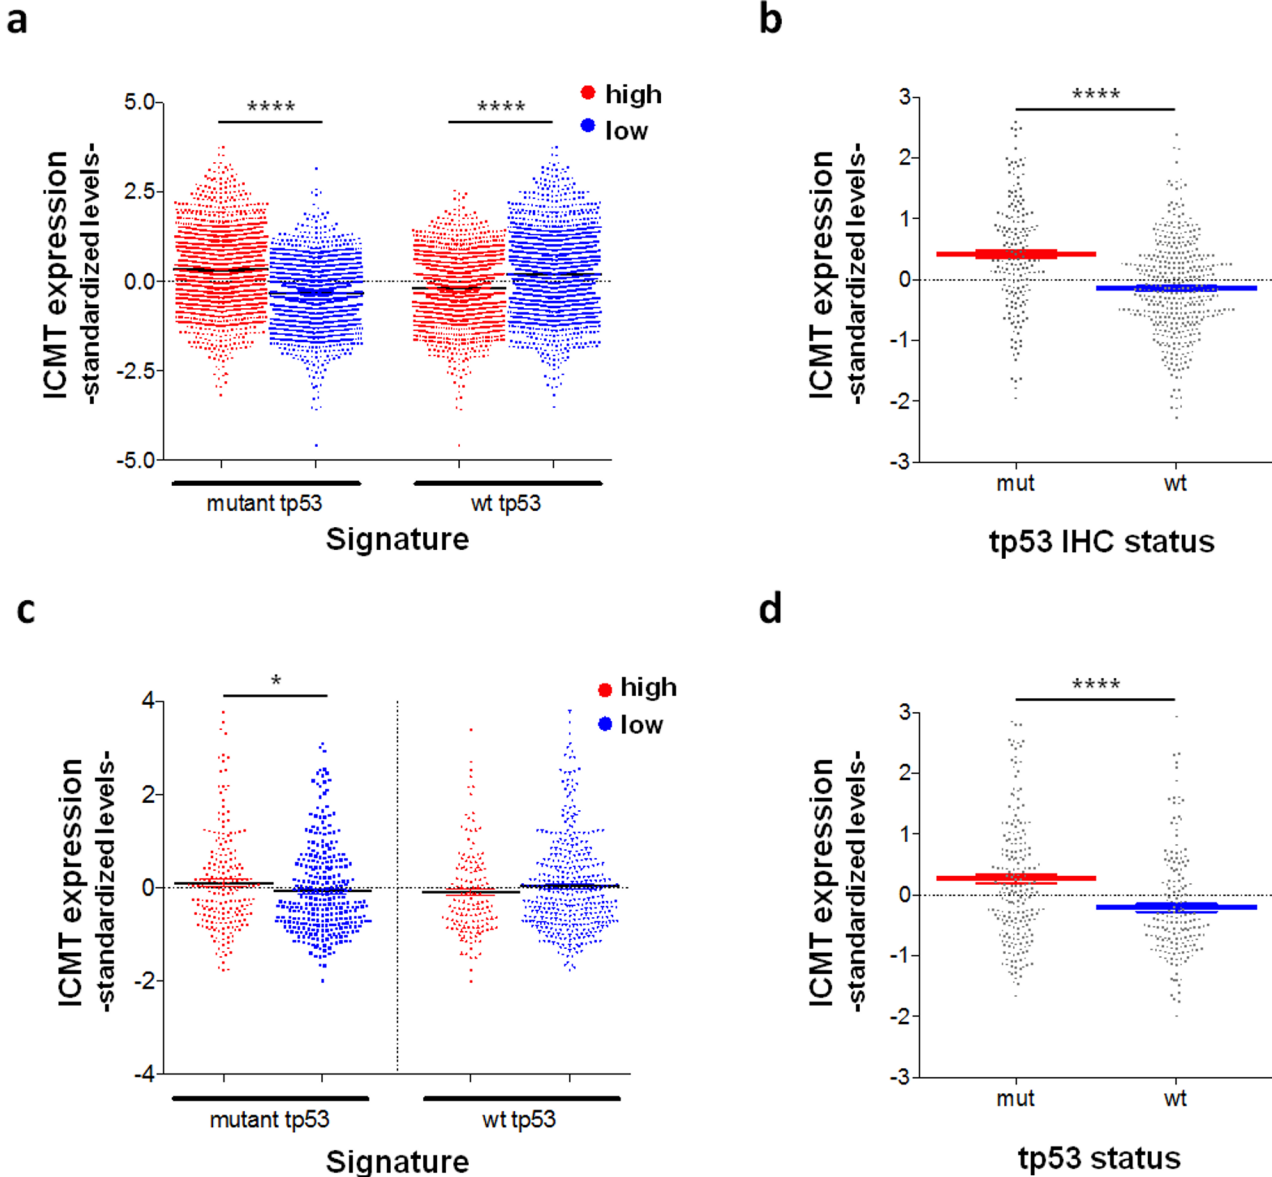 a
ICMT expression
-standardized levels-
5.0
2.5
0.0
-2.5
-5.0
****
****
high
low
mutant tp53
wt tp53
Signature
b
ICMT expression
-standardized levels-
3
2
1
0
-1
-2
-3
****
mut
wt
tp53 IHC status
c
ICMT expression
-standardized levels-
4
2
0
-2
-4
*
high
low
mutant tp53
wt tp53
Signature
d
ICMT expression
-standardized levels-
3
2
1
0
-1
-2
-3
****
mut
wt
tp53 status